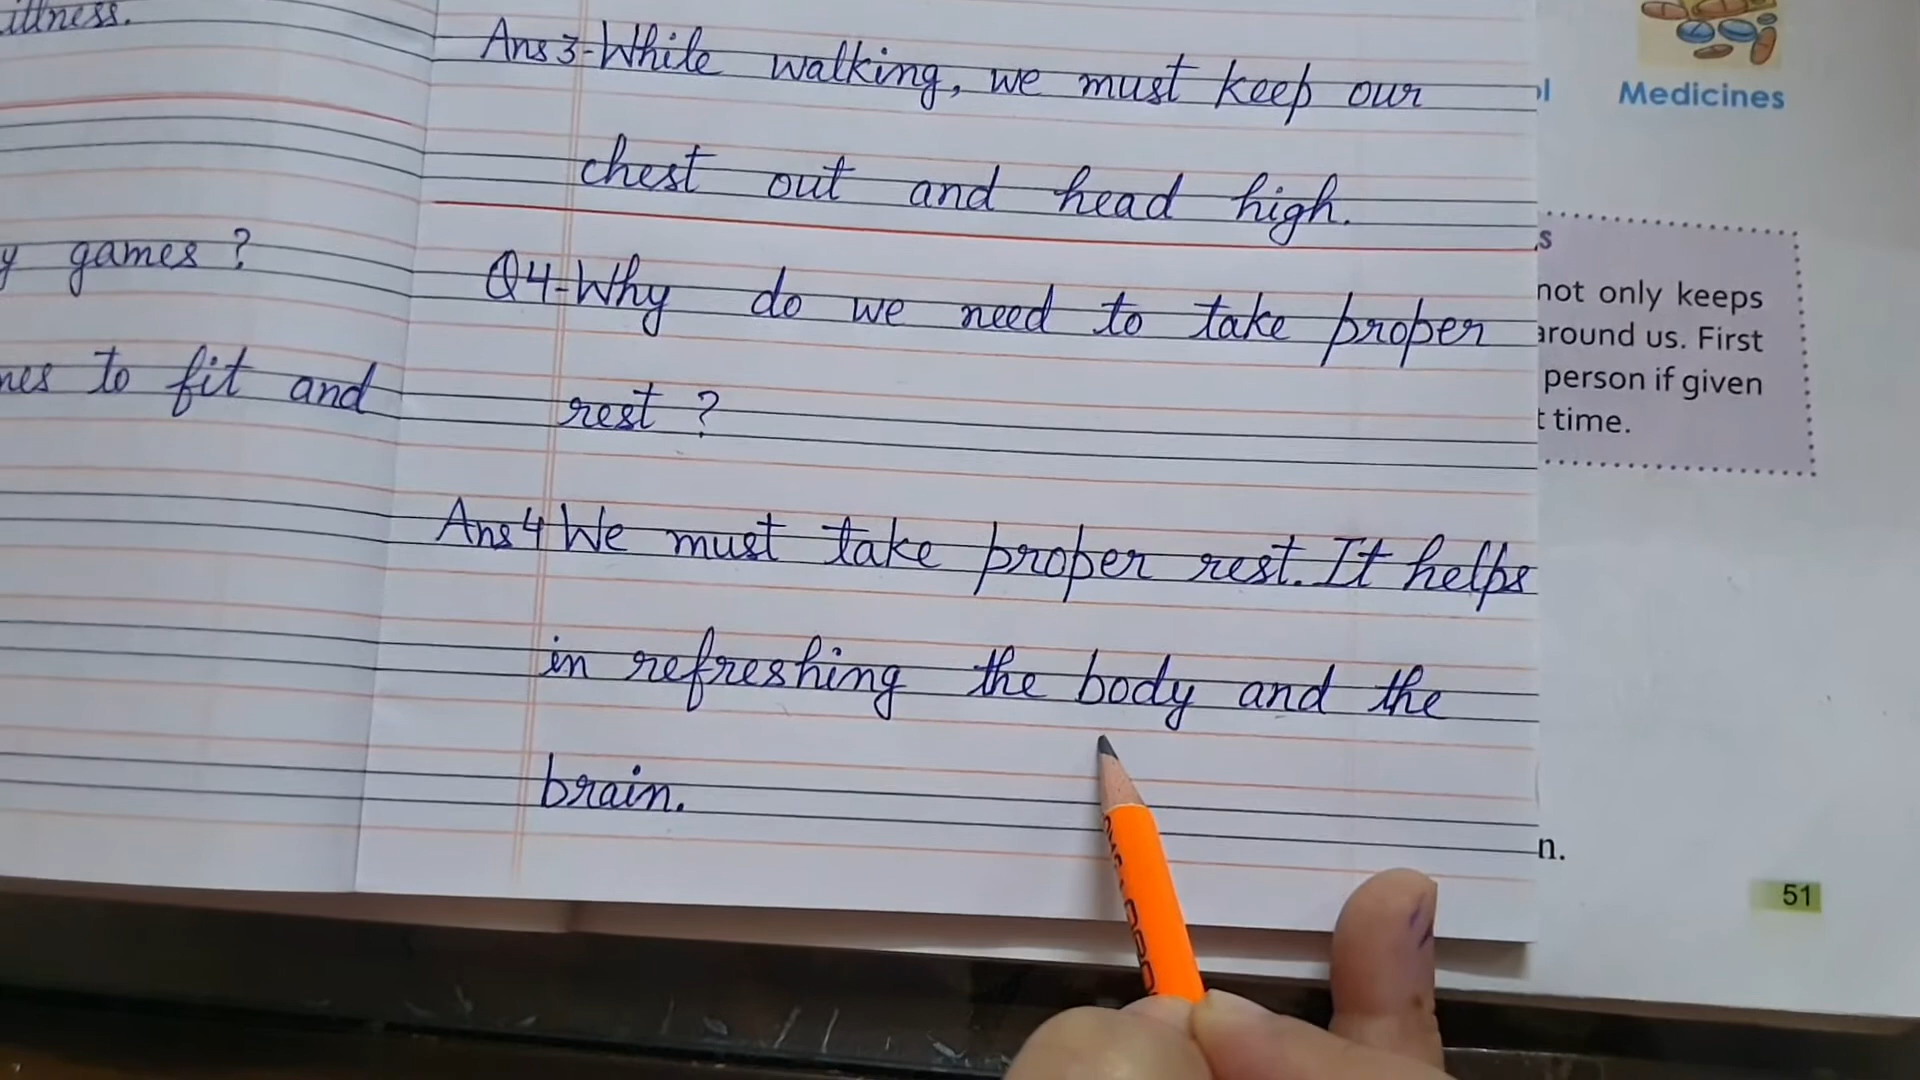 illness.
games ?
to fit and
Ans 3-While walking, we must keep our
chest out and head high.
Q4-Why do we need to take proper
rest ?
Ans 4 We must take proper rest. It helps
in refreshing the body and the
brain.
Medicines
not only keeps
around us. First
person if given
time.
n.
51